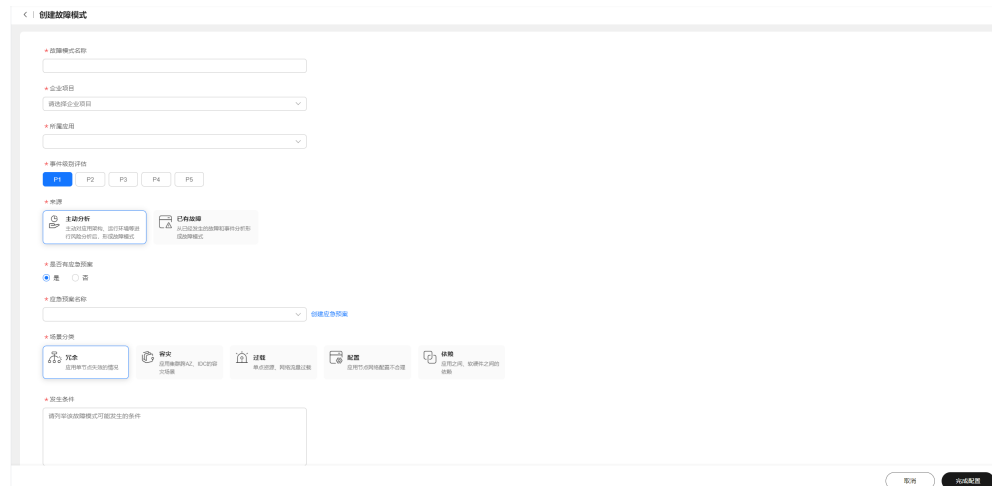 创建故障模式
* 故障模式名称
* 企业项目
请选择企业项目
* 所属应用
* 事件级别评估
P1 P2 P3 P4 P5
* 来源
主动分析
主动对应用架构、运行环境等进
行风险分析后，形成故障模式
已有故障
从已经发生的故障和事件分析形
成故障模式
* 是否有应急预案
是 否
* 应急预案名称
创建应急预案
* 场景分类
冗余
应用单节点失效的情况
容灾
应用象群跨AZ、IDC的容
灾场景
过载
单点资源、网络流量过载
配置
应用节点网络配置不合理
依赖
应用之间、软硬件之间的
依赖
* 发生条件
请列举该故障模式可能发生的条件
取消 完成配置